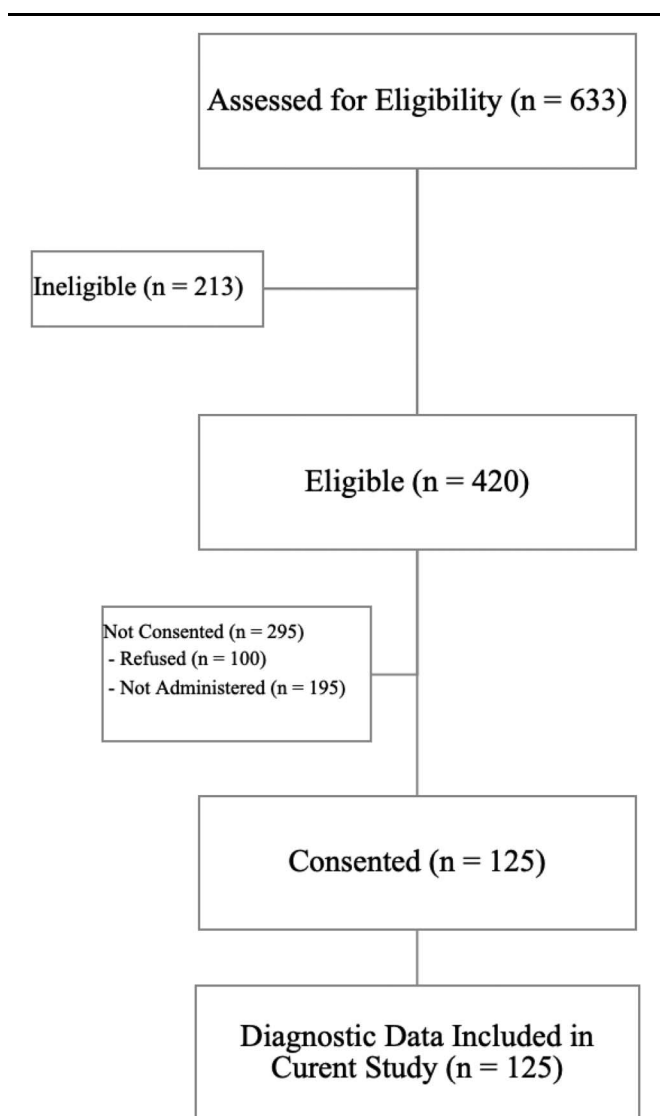 Assessed for Eligibility (n = 633)
Ineligible (n = 213)
Eligible (n = 420)
Not Consented (n = 295)
- Refused (n = 100)
- Not Administered (n = 195)
Consented (n = 125)
Diagnostic Data Included in
Curent Study (n = 125)